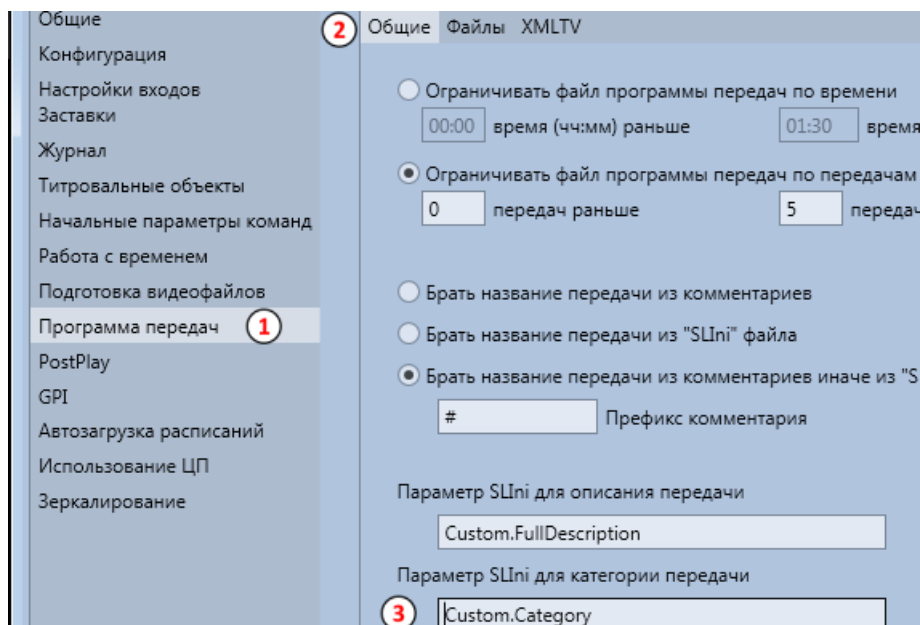 Общие
Конфигурация
Настройки входов
Заставки
Журнал
Титровальные объекты
Начальные параметры команд
Работа с временем
Подготовка видеофайлов
Программа передач 1
PostPlay
GPI
Автозагрузка расписаний
Использование ЦП
Зеркалирование
2 Общие Файлы XMLTV
Ограничивать файл программы передач по времени
00:00 время (чч:мм) раньше 01:30 время
Ограничивать файл программы передач по передачам
0 передач раньше 5 передач
Брать название передачи из комментариев
Брать название передачи из "SLIni" файла
Брать название передачи из комментариев иначе из "S
# Префикс комментария
Параметр SLIni для описания передачи
Custom.FullDescription
Параметр SLIni для категории передачи
3 Custom.Category